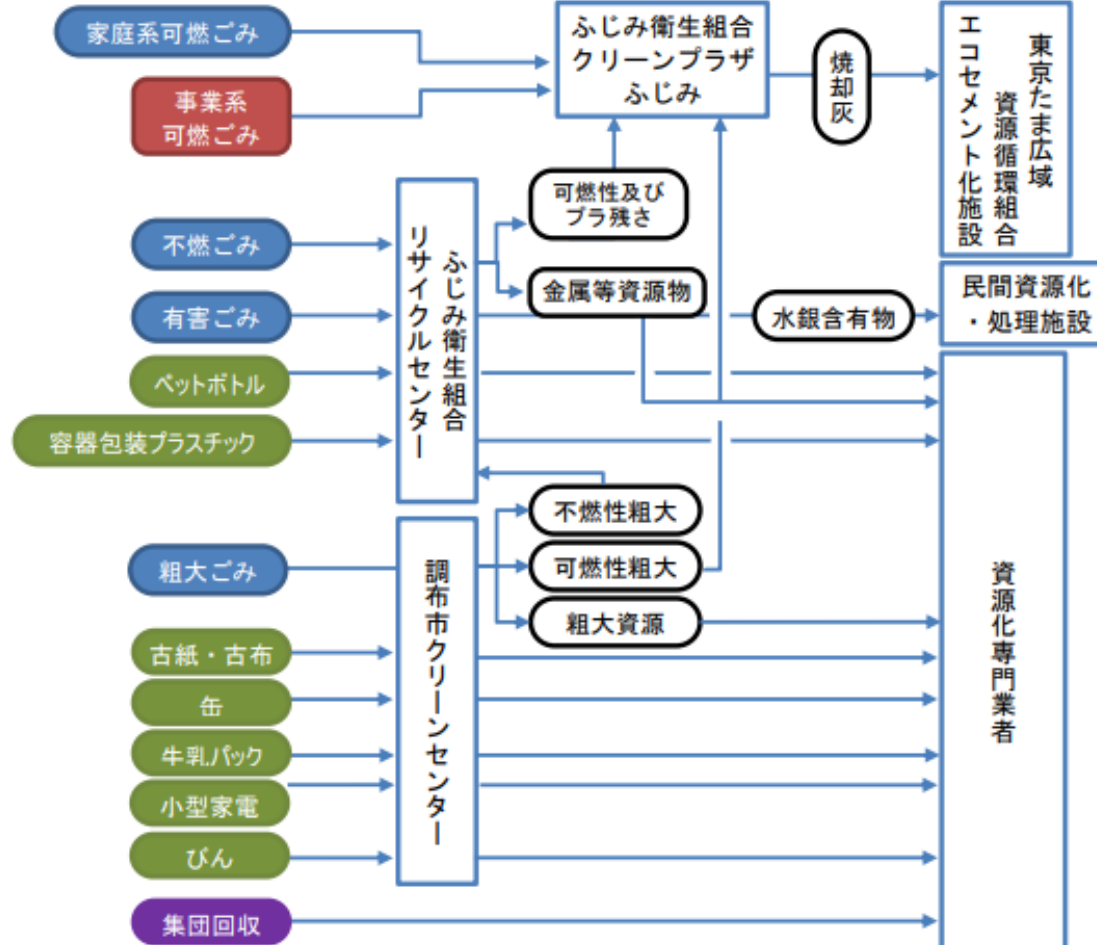 家庭系可燃ごみ
事業系
可燃ごみ
ふじみ衛生組合
クリーンプラザ
ふじみ
焼却灰
東京たま広域
資源循環組合
エコセメント化施設
不燃ごみ
有害ごみ
ペットボトル
容器包装プラスチック
ふじみ衛生組合
リサイクルセンター
可燃性及び
プラ残さ
金属等資源物
水銀含有物
民間資源化
・処理施設
不燃性粗大
可燃性粗大
粗大資源
粗大ごみ
古紙・古布
缶
牛乳パック
小型家電
びん
調布市クリーンセンター
資源化専門業者
集団回収